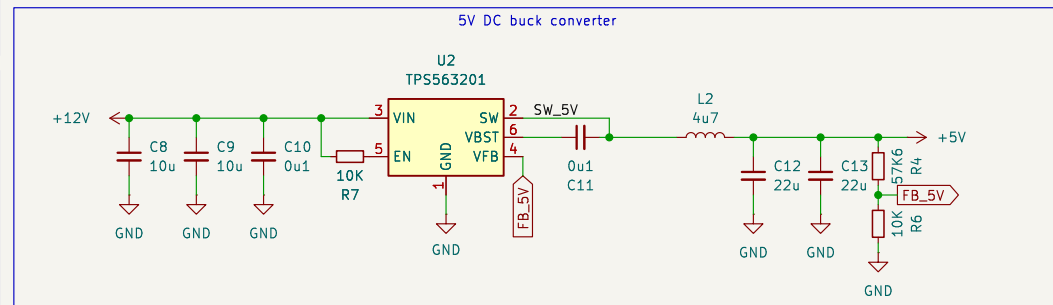 5V DC buck converter
U2
TPS563201
+12V
3
VIN
SW
2
SW_5V
VBST
6
5
EN
VFB
4
GND
1
C8
10u
C9
10u
C10
0u1
10K
R7
0u1
C11
L2
4u7
+5V
C12
22u
C13
22u
57K6
R4
FB_5V
FB_5V
10K
R6
GND
GND
GND
GND
GND
GND
GND